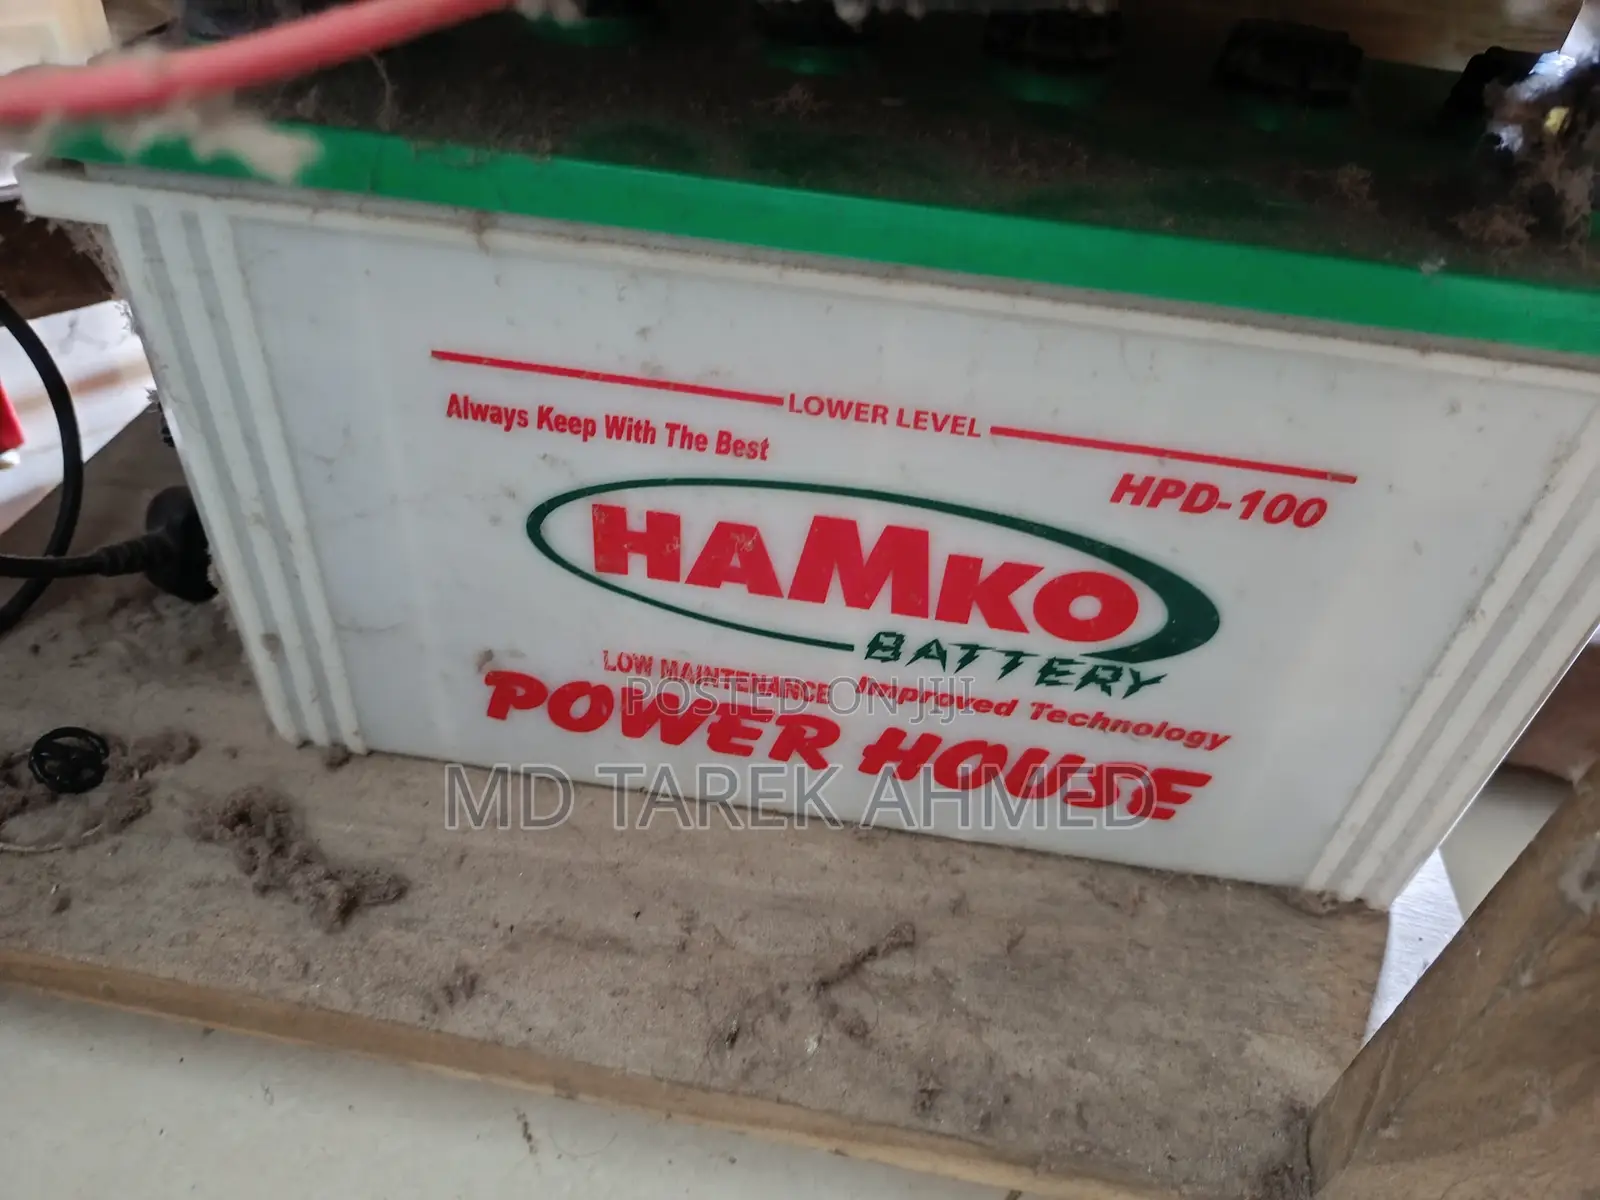 LOWER LEVEL
Always Keep With The Best
HPD-100
HAMKO
BATTERY
LOW MAINTENANCE Improved Technology
POWER HOUSE
POSTED ON JIJI
MD TAREK AHMED